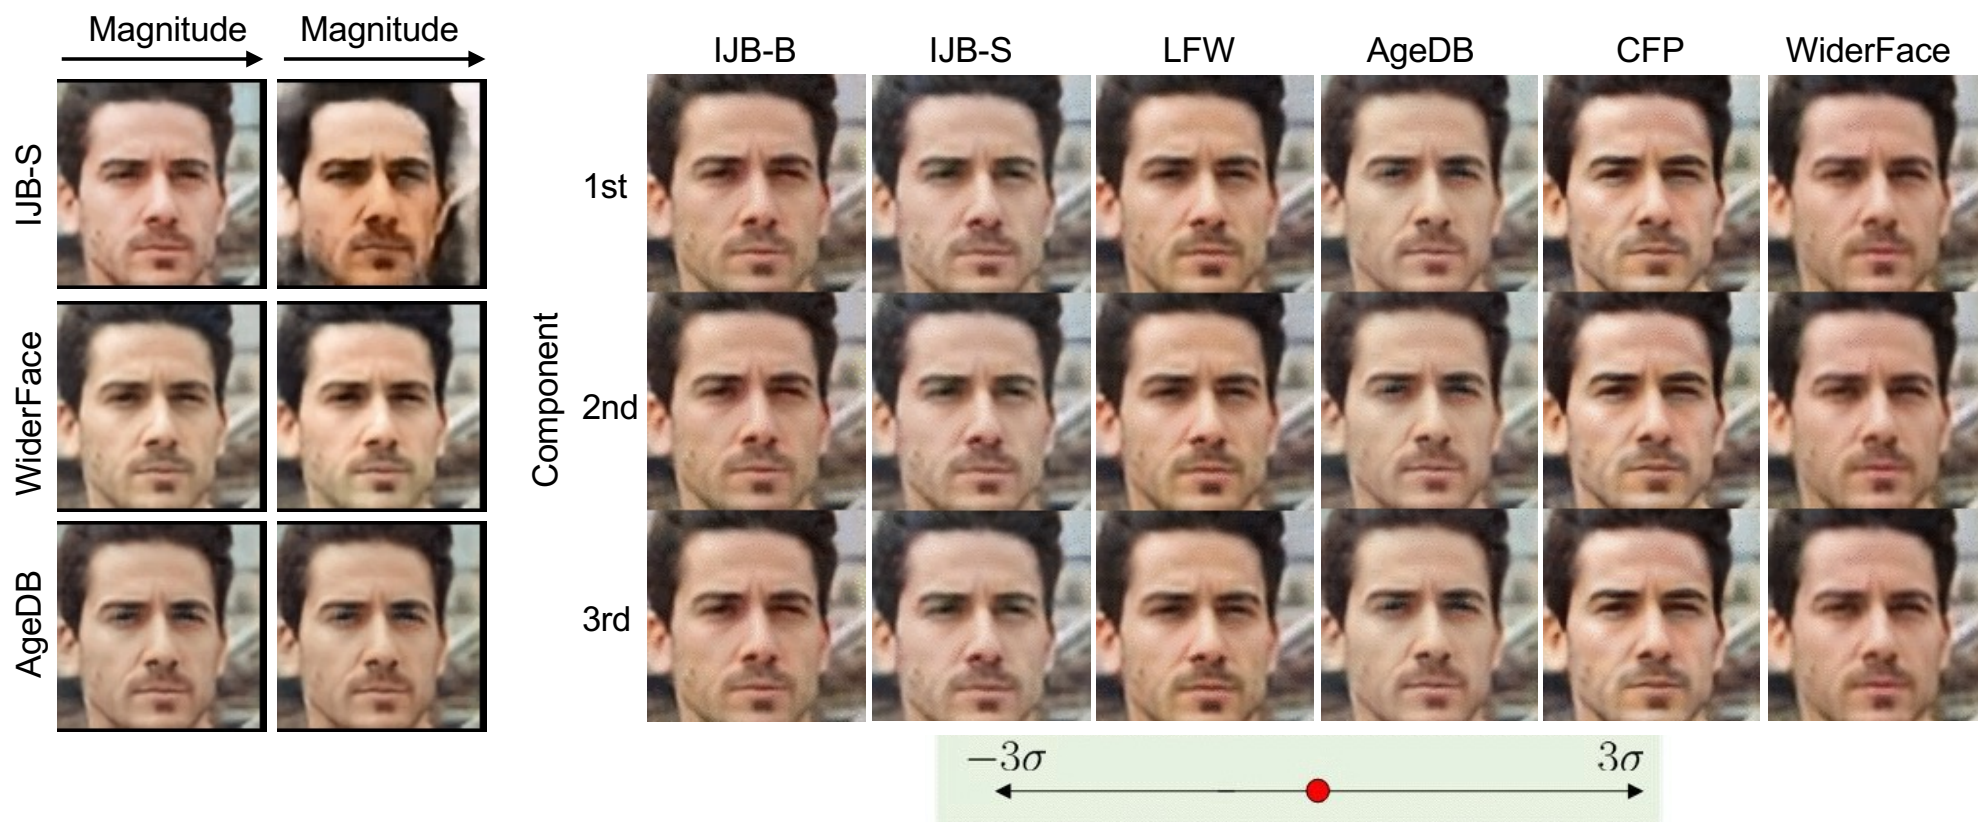 Magnitude
Magnitude
IJB-S
WiderFace
AgeDB
IJB-B
IJB-S
LFW
AgeDB
CFP
WiderFace
Component
1st
2nd
3rd
−3σ
3σ